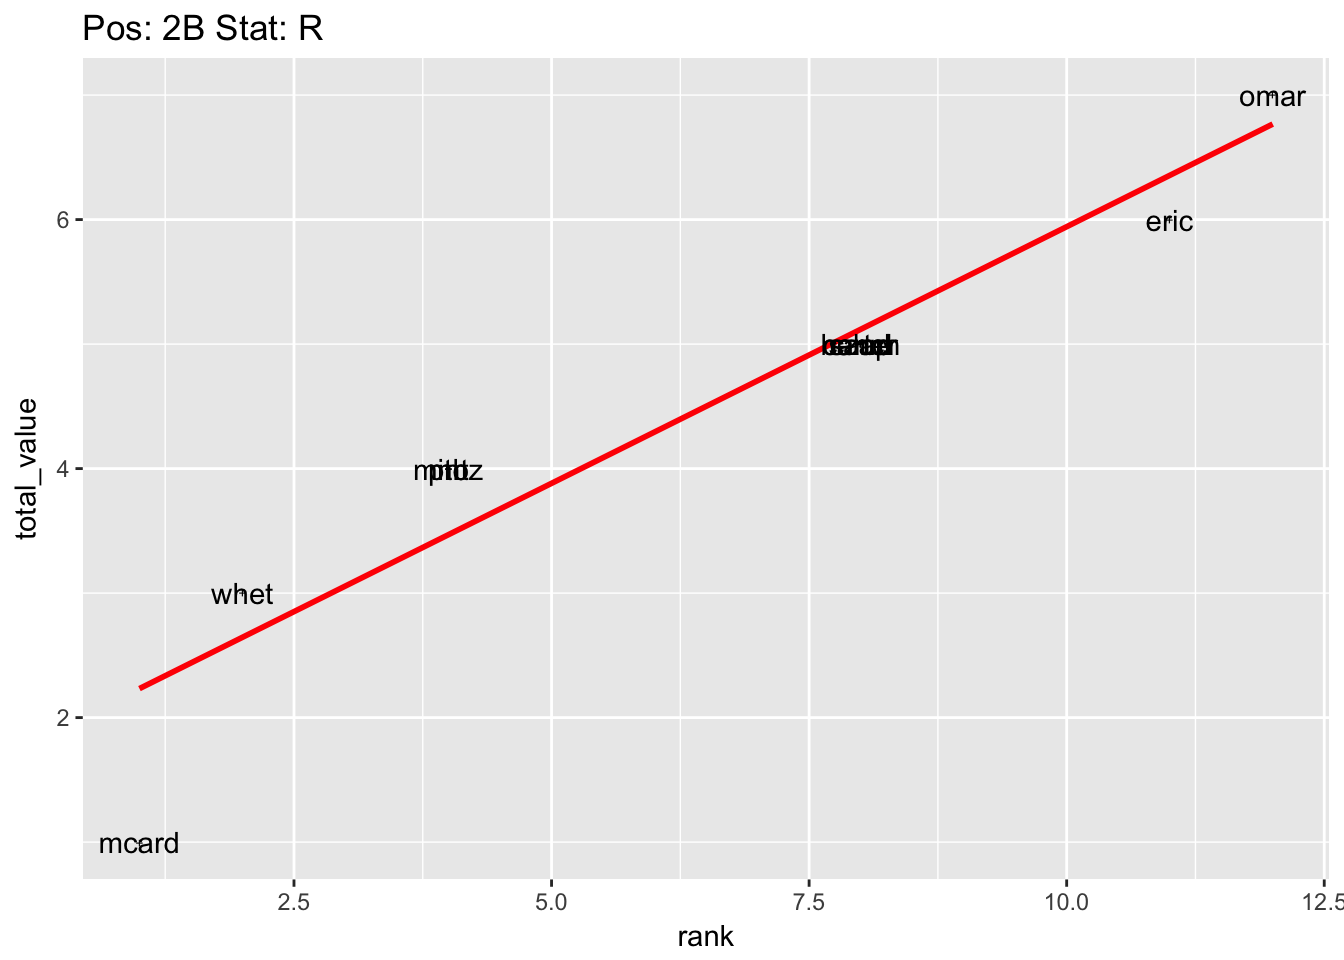 Pos: 2B Stat: R
omar
6
eric
total_value
4
whet
2
mcard
2.5 5.0 7.5 10.0 12.5
rank